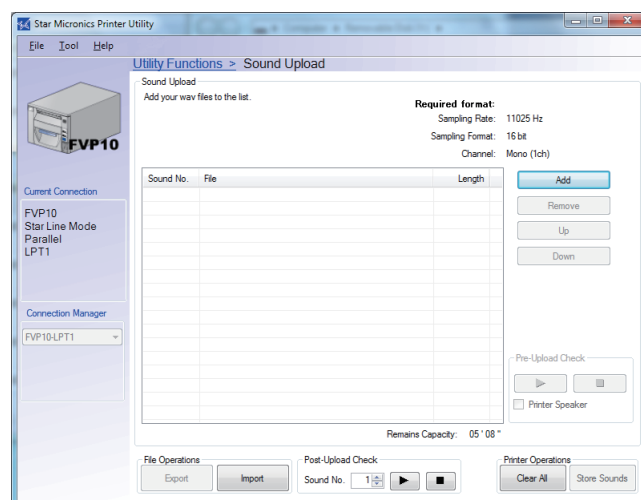 Star Micronics Printer Utility
File Tool Help
Utility Functions > Sound Upload
Sound Upload
Add your wav files to the list.
Required format:
Sampling Rate: 11025 Hz
Sampling Format: 16 bit
Channel: Mono (1ch)
FVP10
Current Connection
FVP10
Star Line Mode
Parallel
LPT1
Connection Manager
FVP10-LPT1
Sound No. File Length
Add
Remove
Up
Down
Pre-Upload Check
Printer Speaker
Remains Capacity: 05 ' 08 "
File Operations
Export Import
Post-Upload Check
Sound No. 1
Printer Operations
Clear All Store Sounds